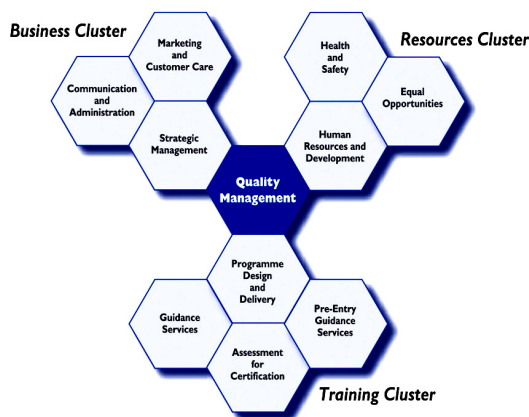 Business Cluster
Marketing
and
Customer Care
Communication
and
Administration
Strategic
Management
Resources Cluster
Health
and
Safety
Equal
Opportunities
Human
Resources and
Development
Quality
Management
Programme
Design
and
Delivery
Guidance
Services
Pre-Entry
Guidance
Services
Assessment
for
Certification
Training Cluster